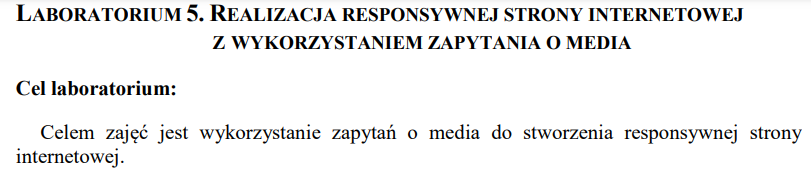 LABORATORIUM 5. REALIZACJA RESPONSYWNEJ STRONY INTERNETOWEJ
Z WYKORZYSTANIEM ZAPYTANIA O MEDIA
Cel laboratorium:
Celem zajęć jest wykorzystanie zapytań o media do stworzenia responsywnej strony
internetowej.